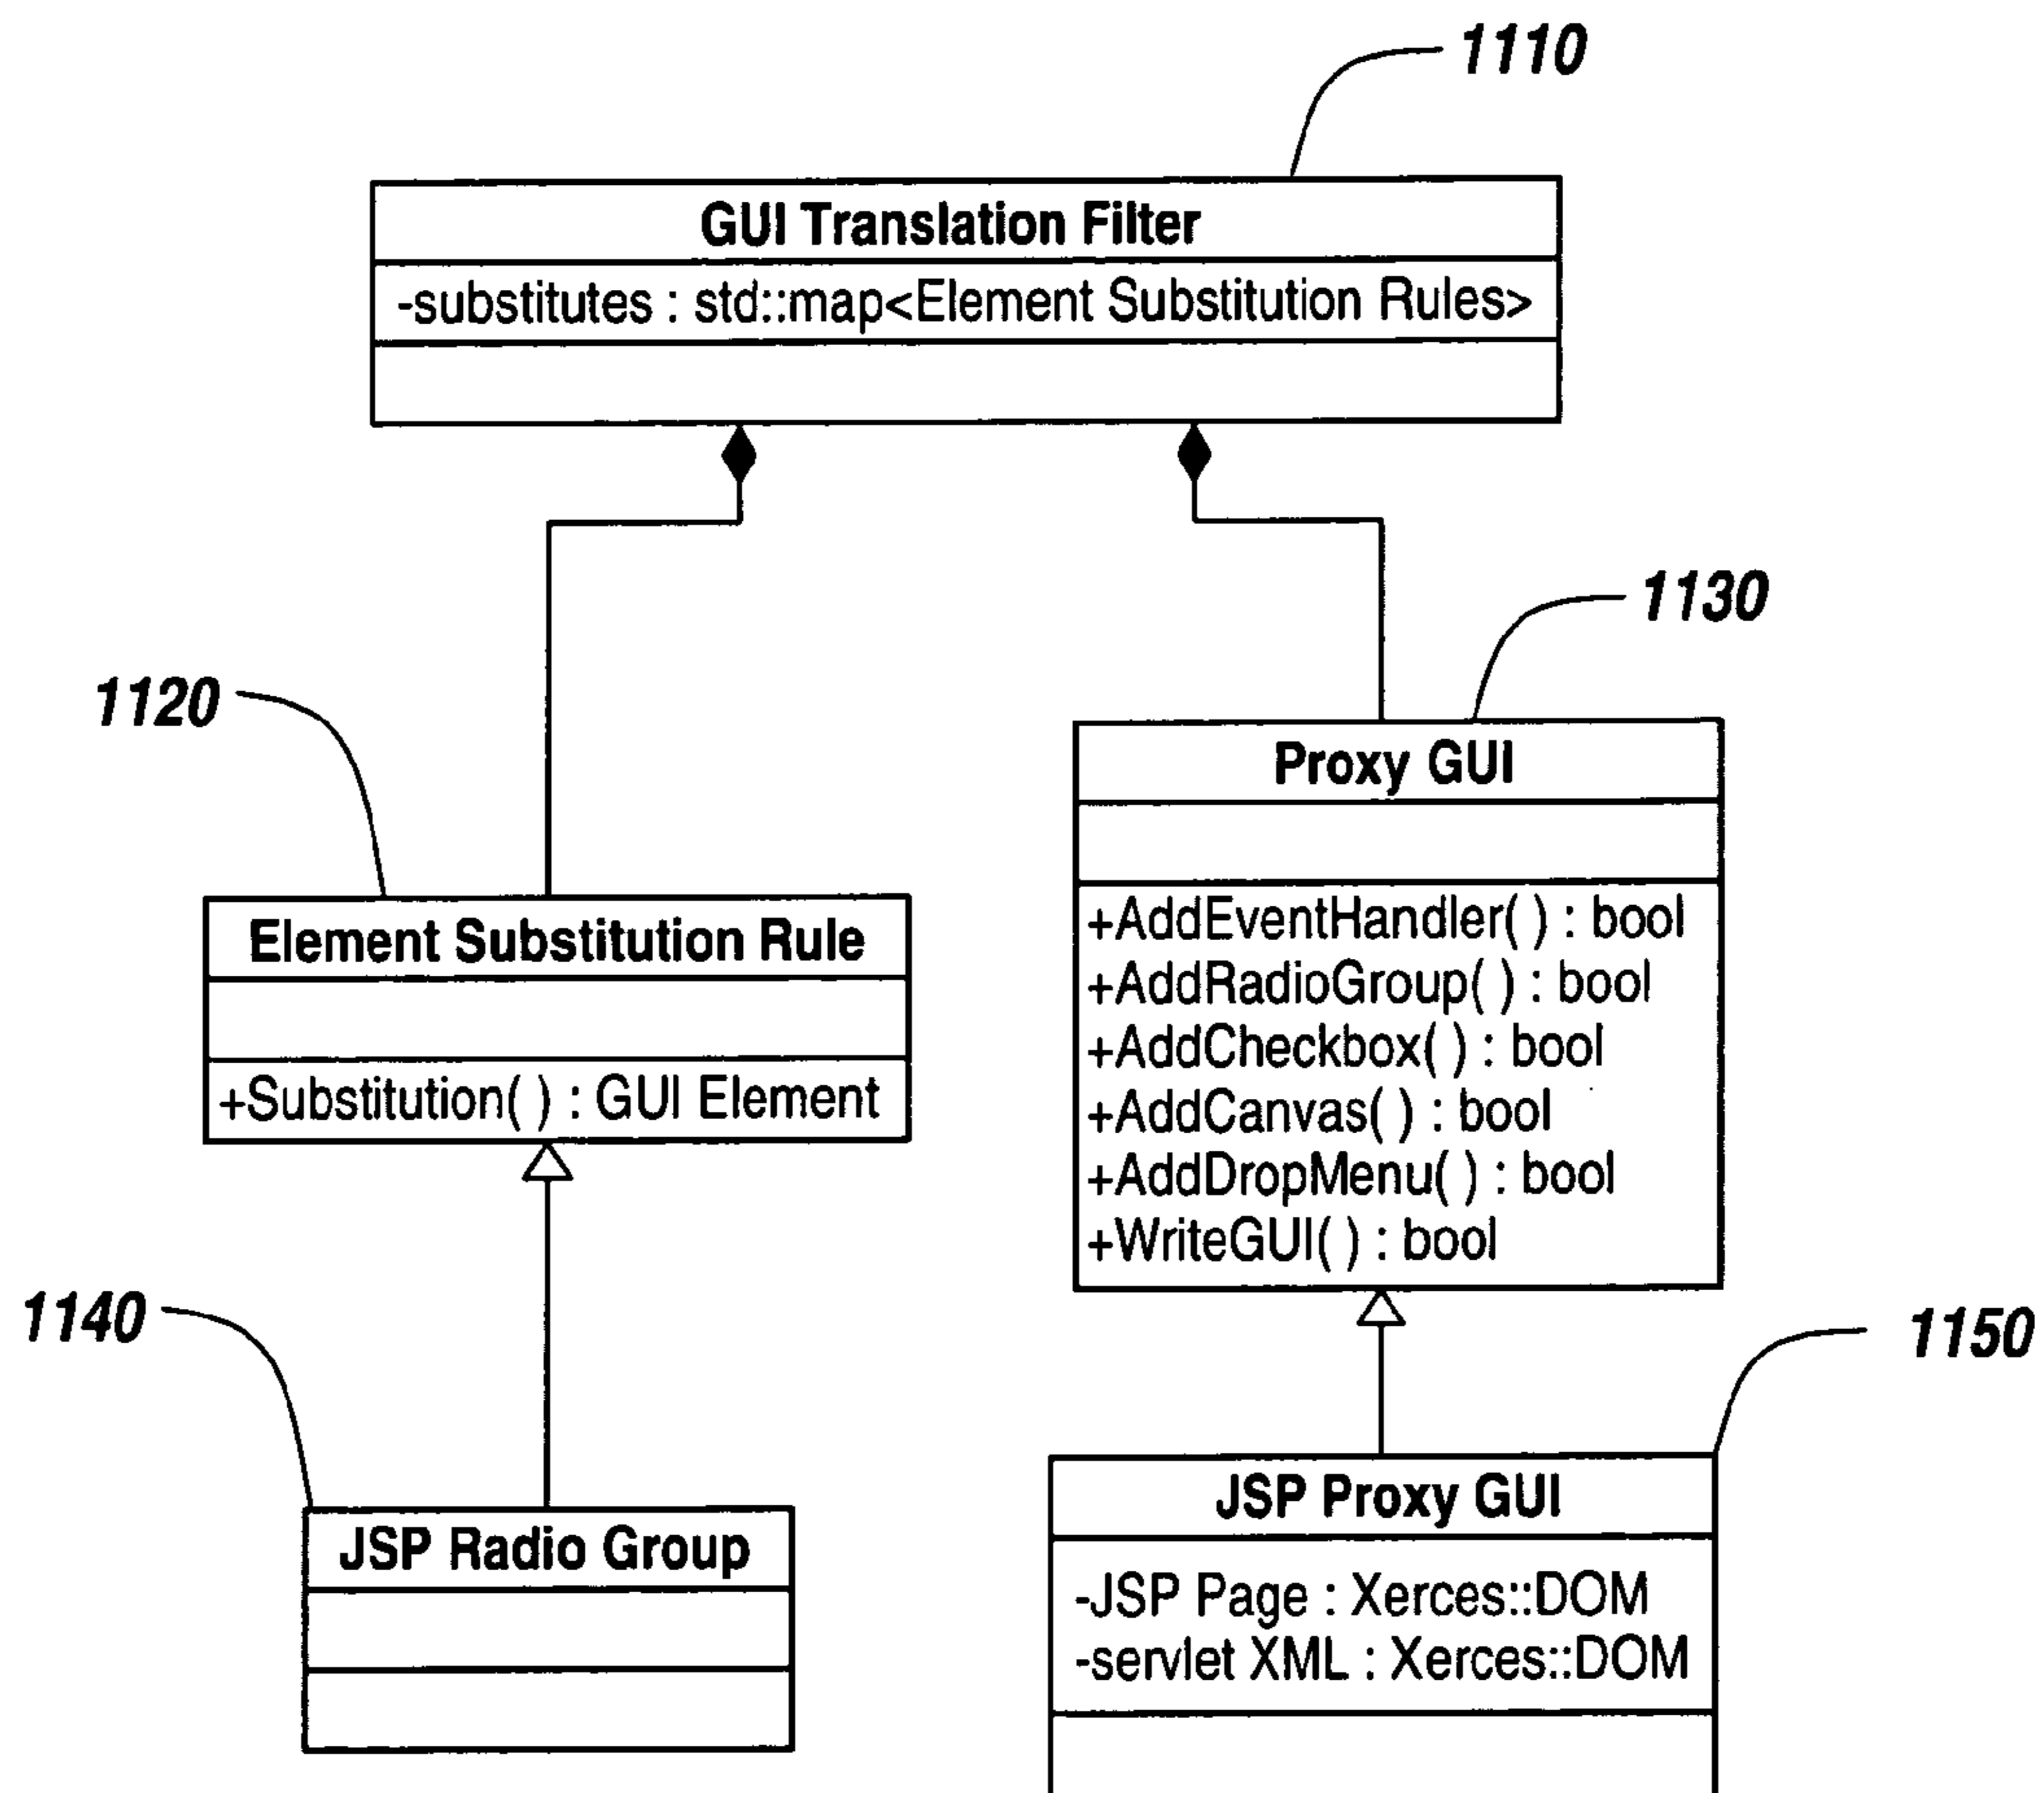 1110
GUI Translation Filter
-substitutes : std::map<Element Substitution Rules>
1130
1120
Proxy GUI
+AddEventHandler( ) : bool
+AddRadioGroup( ) : bool
+AddCheckbox( ) : bool
+AddCanvas( ) : bool
+AddDropMenu( ) : bool
+WriteGUI( ) : bool
Element Substitution Rule
+Substitution( ) : GUI Element
1140
JSP Radio Group
1150
JSP Proxy GUI
-JSP Page : Xerces::DOM
-servlet XML : Xerces::DOM